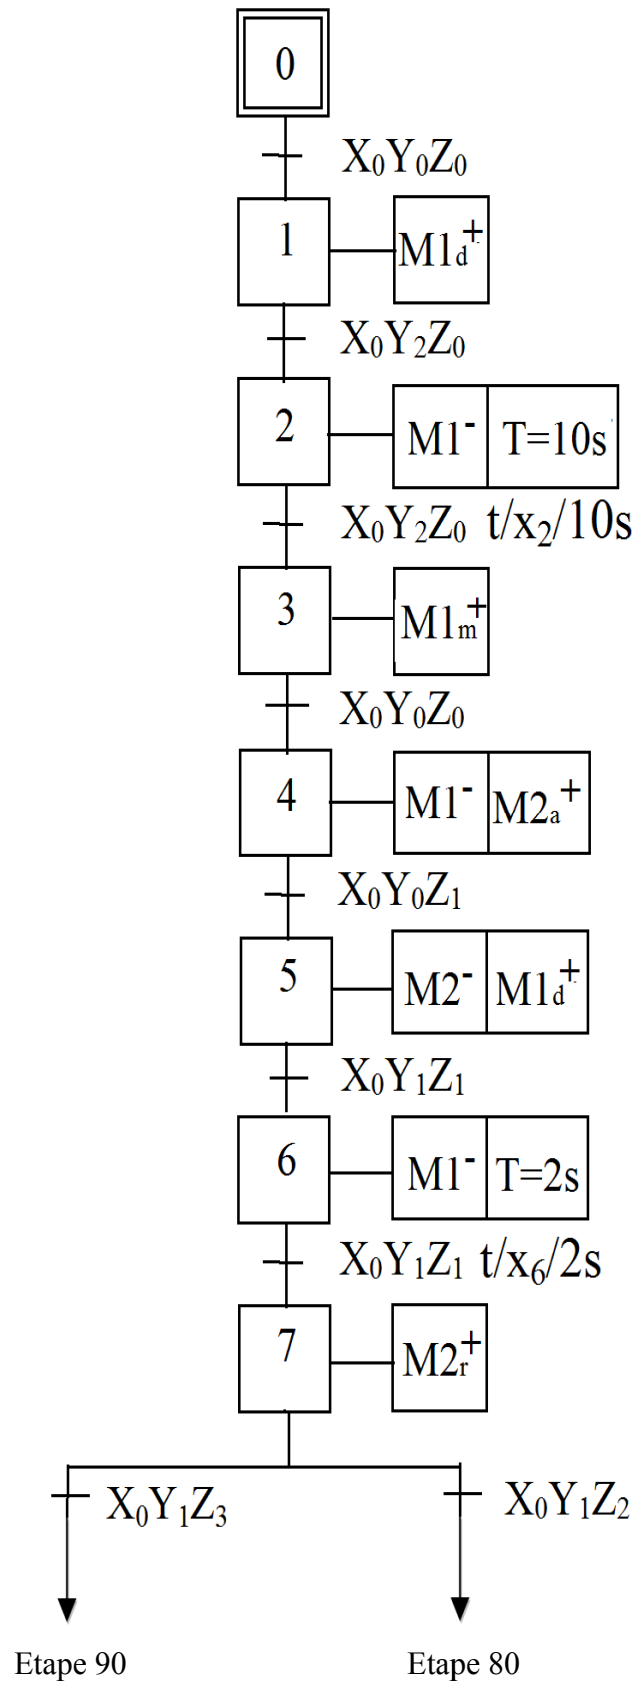 0
X₀Y₀Z₀
1 M1d⁺
X₀Y₂Z₀
2 M1⁻ T=10s
X₀Y₂Z₀ t/x₂/10s
3 M1m⁺
X₀Y₀Z₀
4 M1⁻ M2a⁺
X₀Y₀Z₁
5 M2⁻ M1d⁺
X₀Y₁Z₁
6 M1⁻ T=2s
X₀Y₁Z₁ t/x₆/2s
7 M2r⁺
X₀Y₁Z₃ X₀Y₁Z₂
Etape 90 Etape 80